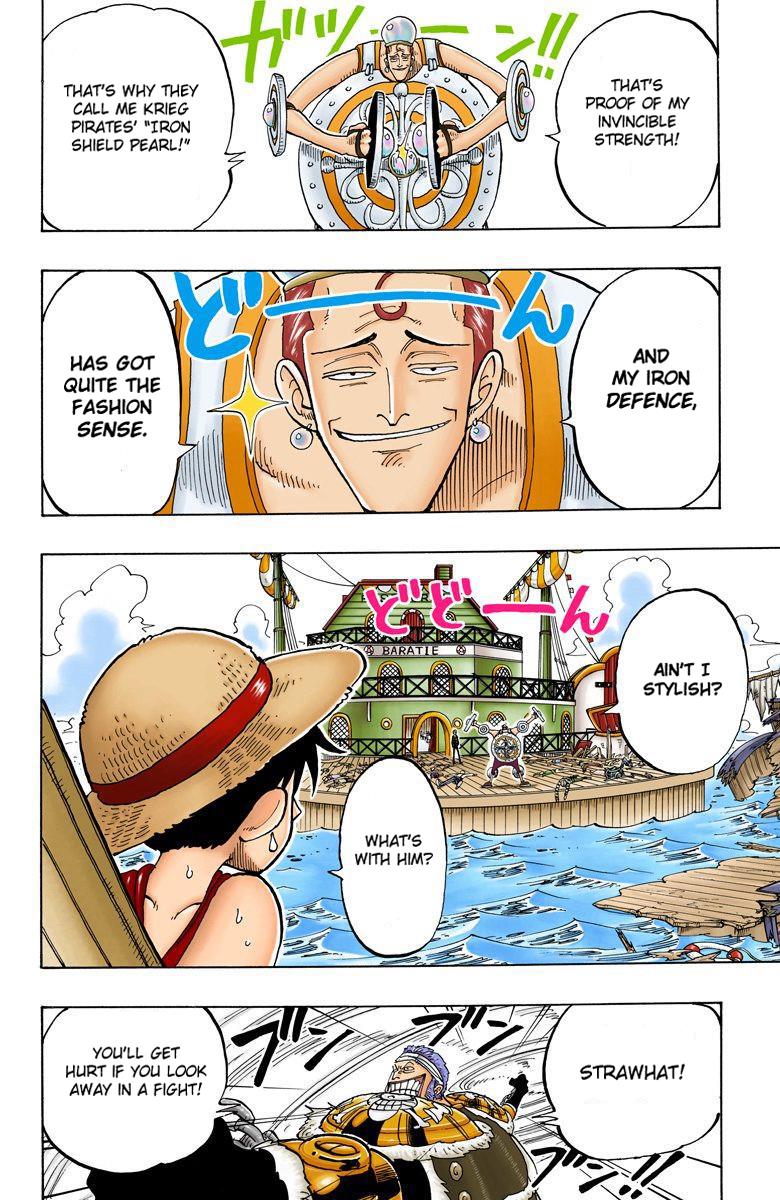 ガツーーン!!
THAT'S
PROOF OF MY
INVINCIBLE
STRENGTH!
THAT'S WHY THEY
CALL ME KRIEG
PIRATES' "IRON
SHIELD PEARL!"
どーーん
AND
MY IRON
DEFENCE,
HAS GOT
QUITE THE
FASHION
SENSE.
どどーーん
AIN'T I
STYLISH?
BARATIE
WHAT'S
WITH HIM?
STRAWHAT!
ブンブンブン!!
YOU'LL GET
HURT IF YOU LOOK
AWAY IN A FIGHT!